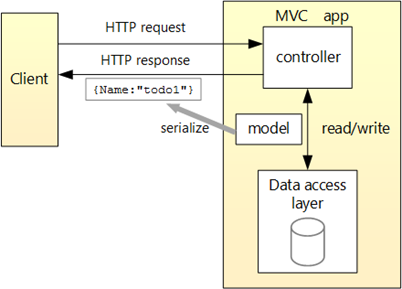 HTTP request
MVC app
Client
HTTP response
controller
{Name:"todo1"}
serialize
model
read/write
Data access
layer